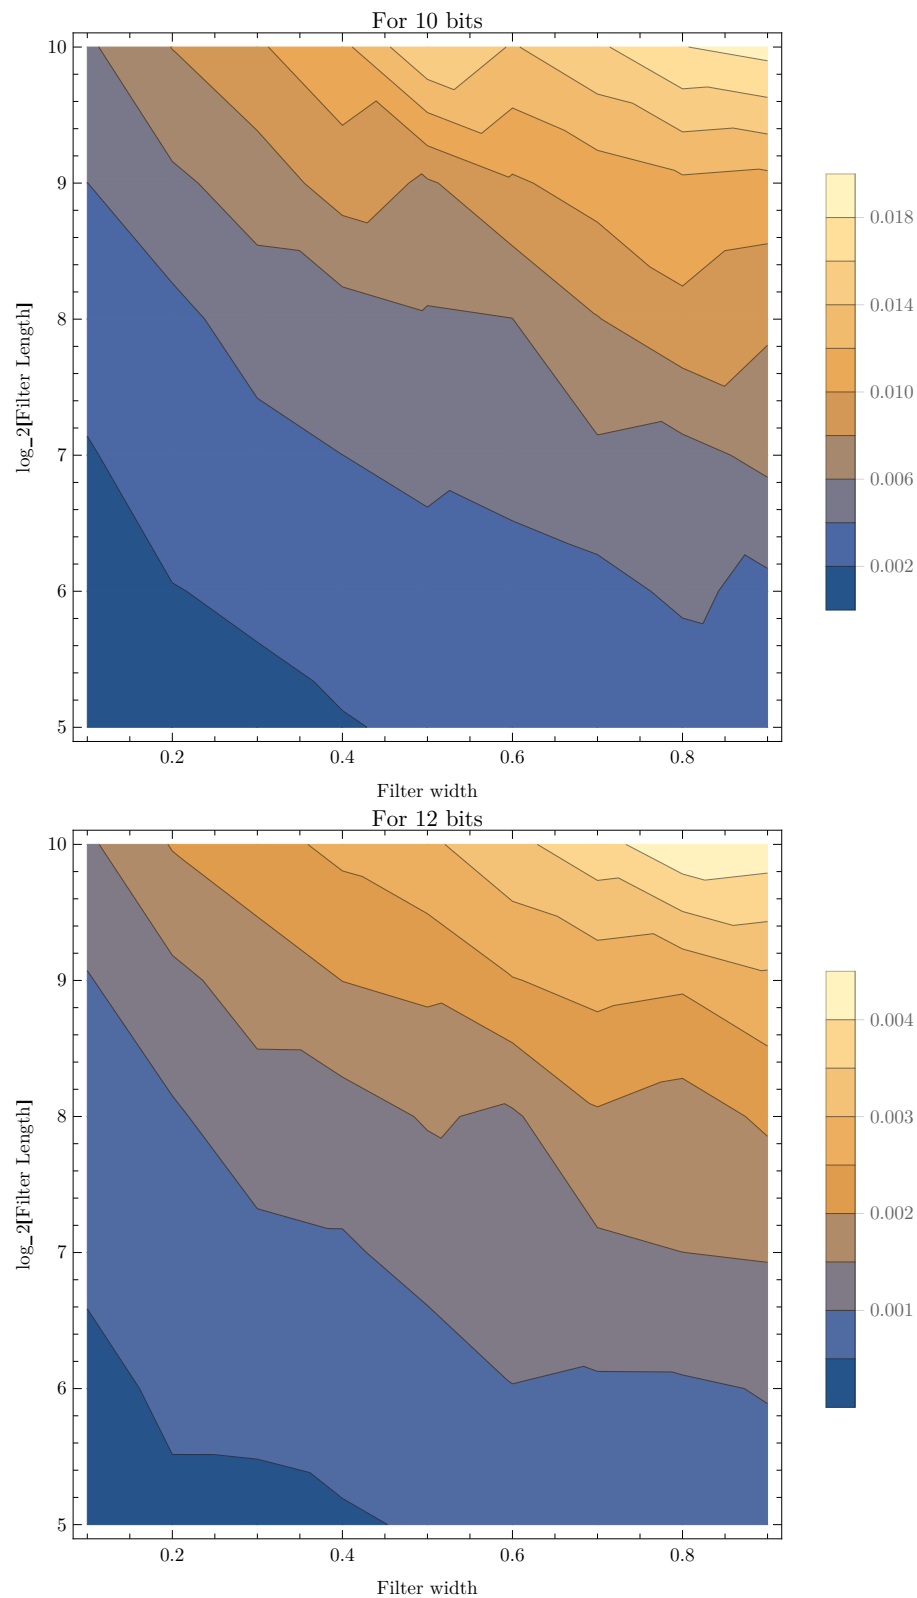 For 10 bits
10
9
8
7
6
5
log_2[Filter Length]
0.2 0.4 0.6 0.8
Filter width
0.018
0.014
0.010
0.006
0.002
For 12 bits
10
9
8
7
6
5
log_2[Filter Length]
0.2 0.4 0.6 0.8
Filter width
0.004
0.003
0.002
0.001